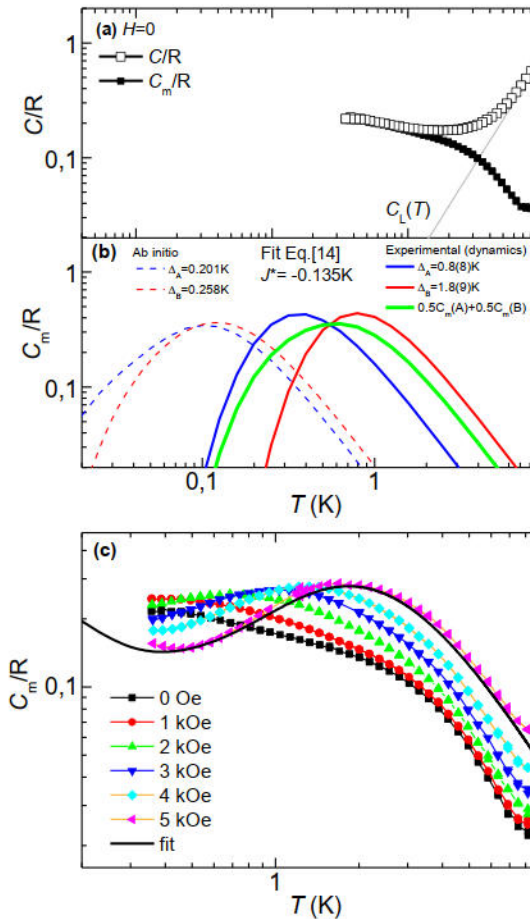 (a) H=0
C/R
Cm/R
C/R
1
0,1
CL(T)
(b)
Ab initio
ΔA=0.201K
ΔB=0.258K
Fit Eq.[14]
J*= -0.135K
Experimental (dynamics)
ΔA=0.8(8)K
ΔB=1.8(9)K
0.5Cm(A)+0.5Cm(B)
Cm/R
1
0,1
0,1
1
T (K)
(c)
Cm/R
0,1
0 Oe
1 kOe
2 kOe
3 kOe
4 kOe
5 kOe
fit
1
T (K)